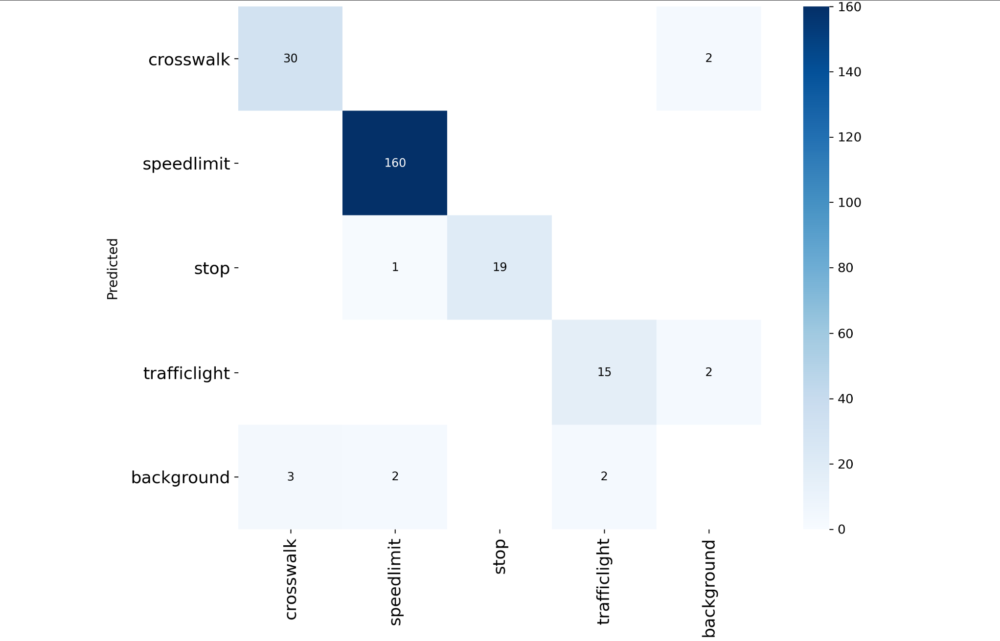 160
crosswalk 30 2
140
120
speedlimit 160
100
Predicted
stop 1 19
80
60
trafficlight 15 2
40
20
background 3 2 2
0
crosswalk
speedlimit
stop
trafficlight
background